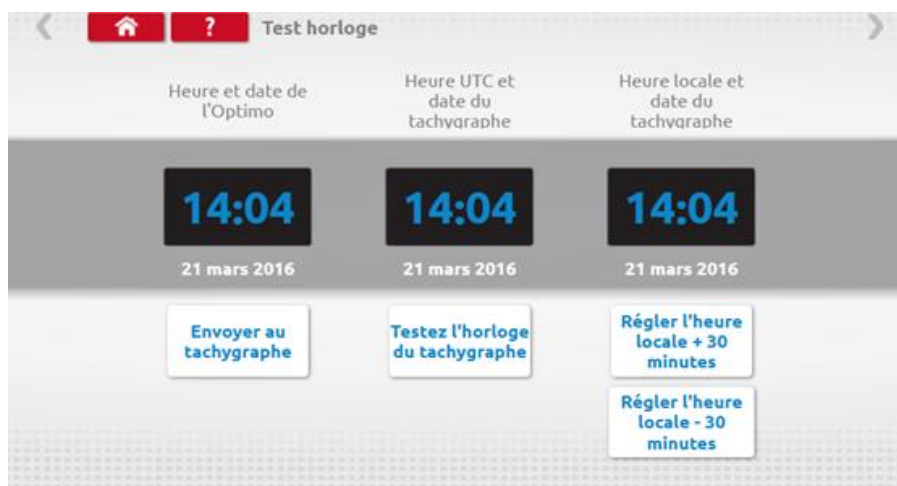 ? Test horloge
Heure et date de
l'Optimo
Heure UTC et
date du
tachygraphe
Heure locale et
date du
tachygraphe
14:04
14:04
14:04
21 mars 2016
21 mars 2016
21 mars 2016
Envoyer au
tachygraphe
Testez l'horloge
du tachygraphe
Régler l'heure
locale + 30
minutes
Régler l'heure
locale - 30
minutes